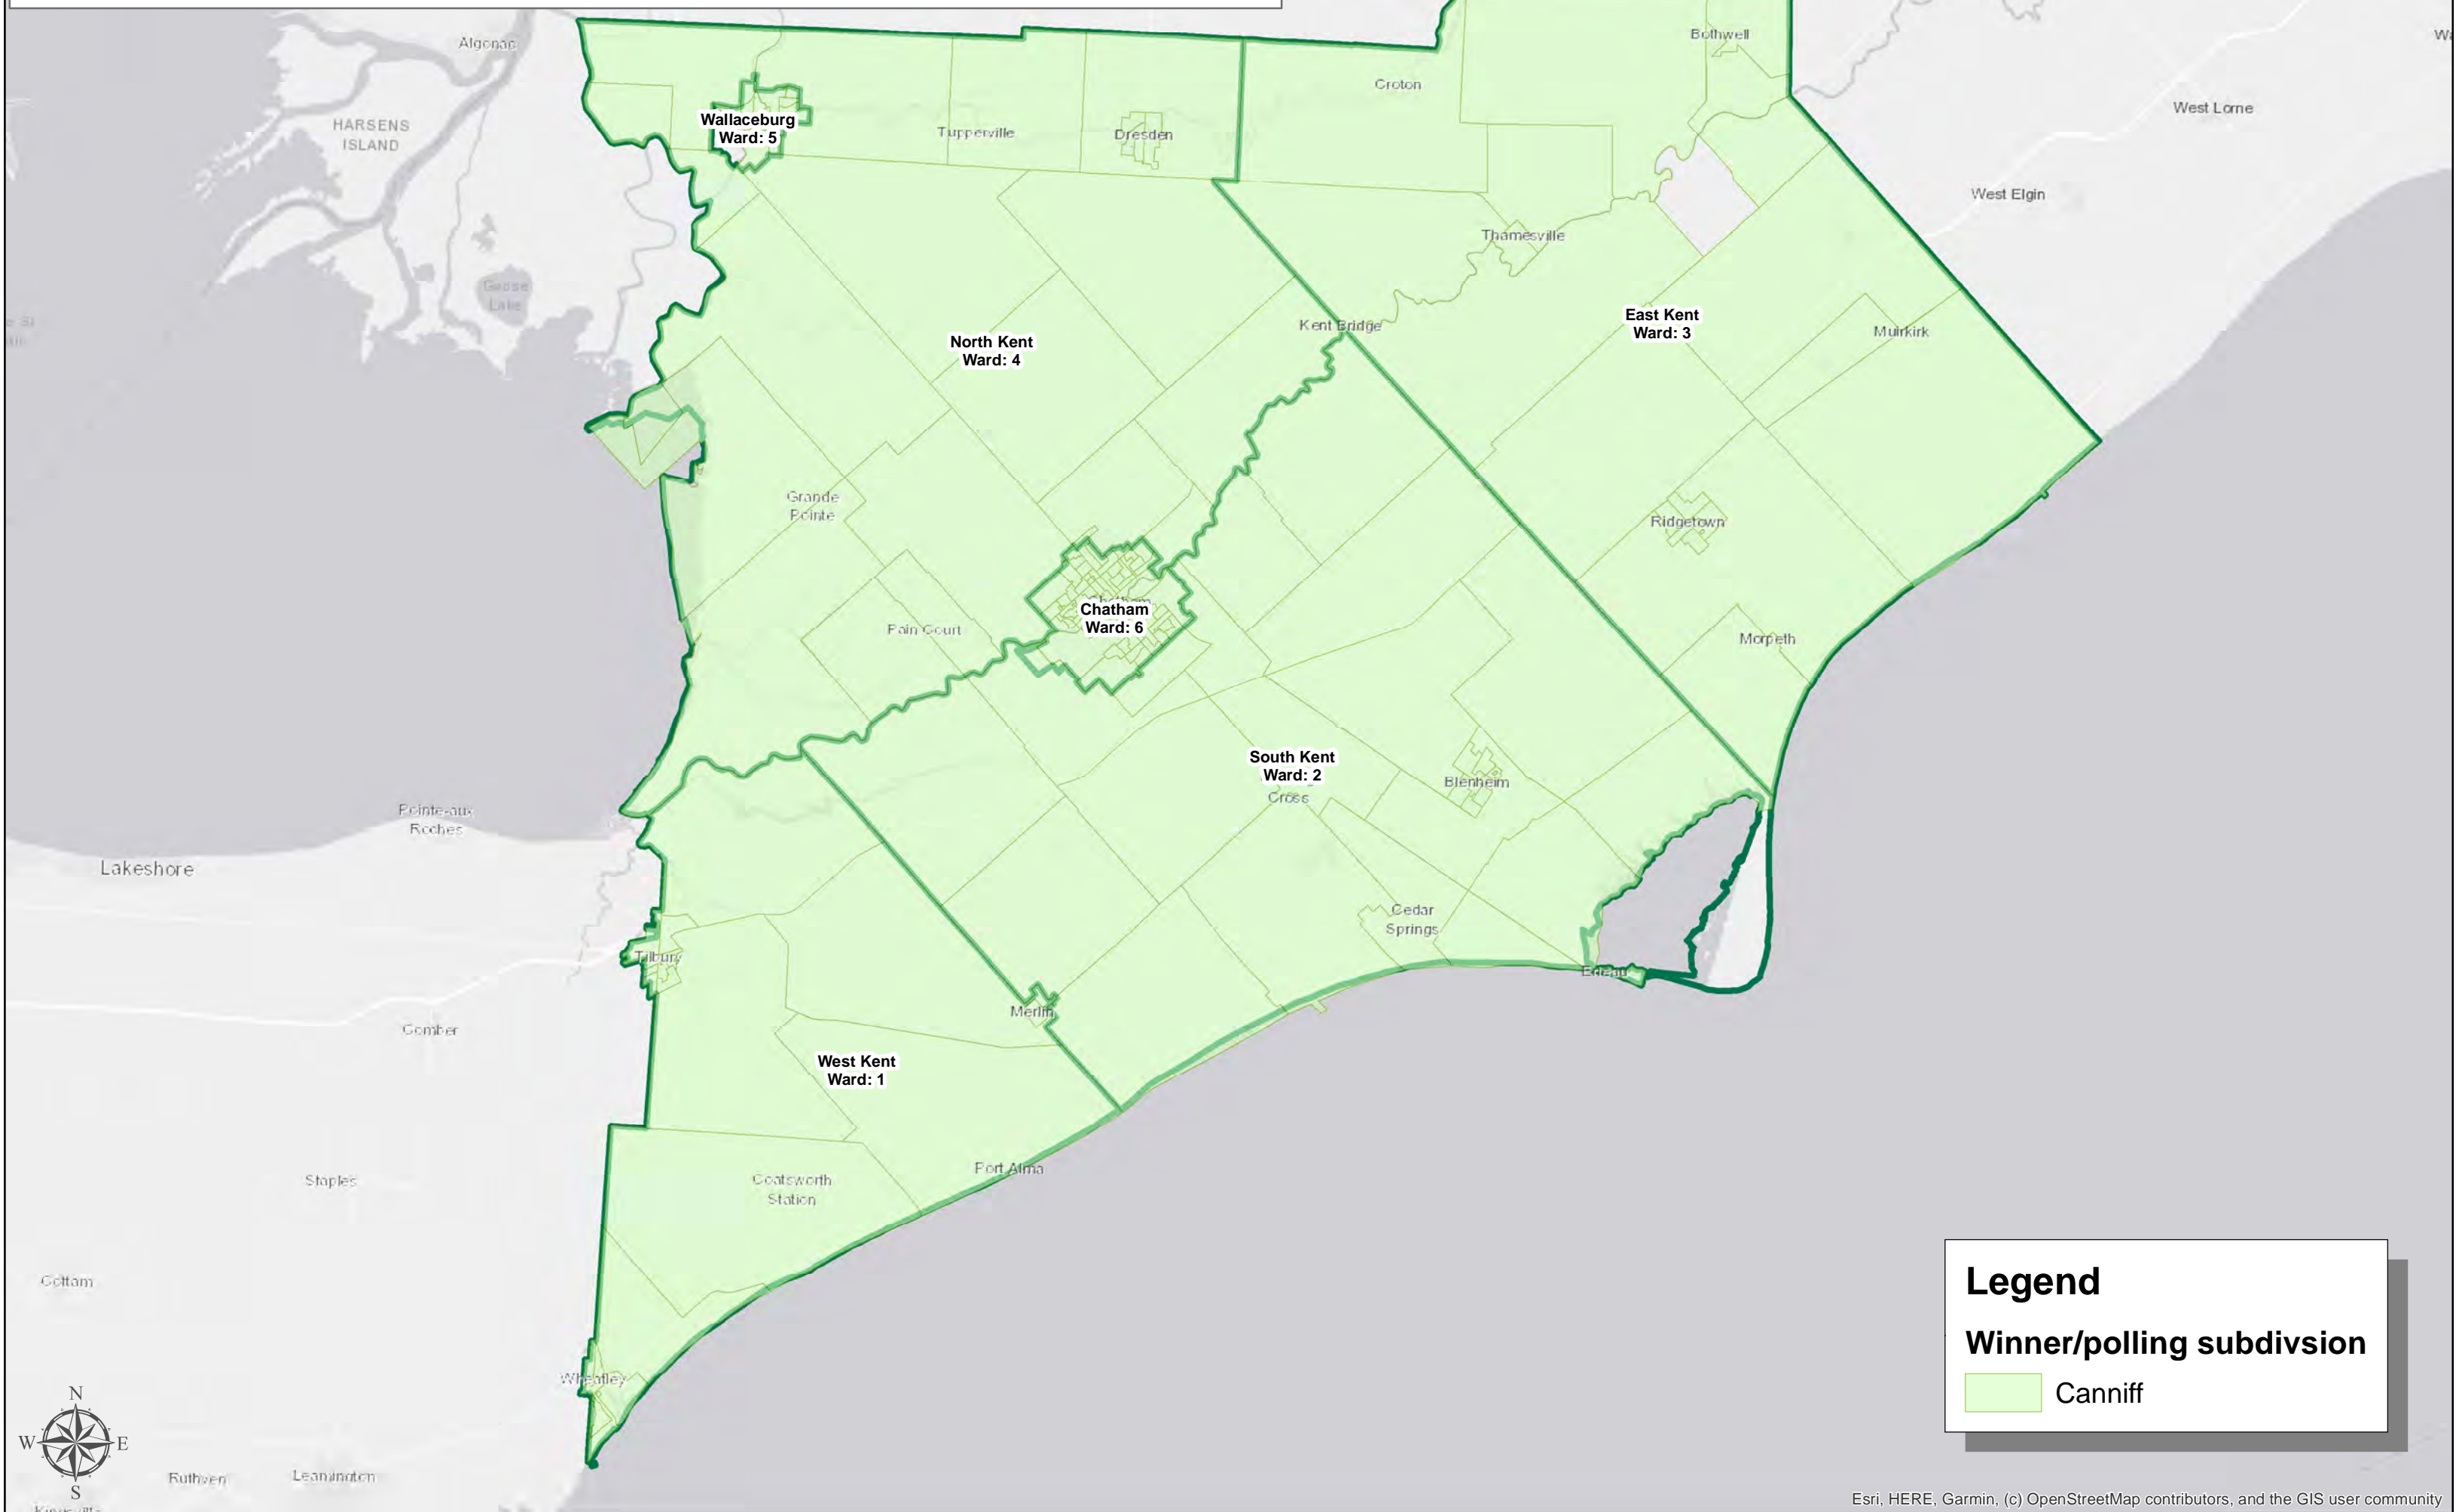 Algonac
Bothwell
Croton
West Lorne
HARSENS
ISLAND
Wallaceburg
Ward: 5
Tupperville
Dresden
West Elgin
Thamesville
Goose
Lake
Kent Bridge
East Kent
Ward: 3
Muirkirk
North Kent
Ward: 4
Grande
Pointe
Ridgetown
Chatham
Ward: 6
Pain Court
Morpeth
South Kent
Ward: 2
Cross
Blenheim
Pointe-aux
Roches
Lakeshore
Cedar
Springs
Tilbury
Erieau
Merlin
Comber
West Kent
Ward: 1
Port Alma
Staples
Coatsworth
Station
Cottam
Wheatley
Ruthven
Leamington
N
W
E
S
Legend
Winner/polling subdivsion
Canniff
Esri, HERE, Garmin, (c) OpenStreetMap contributors, and the GIS user community